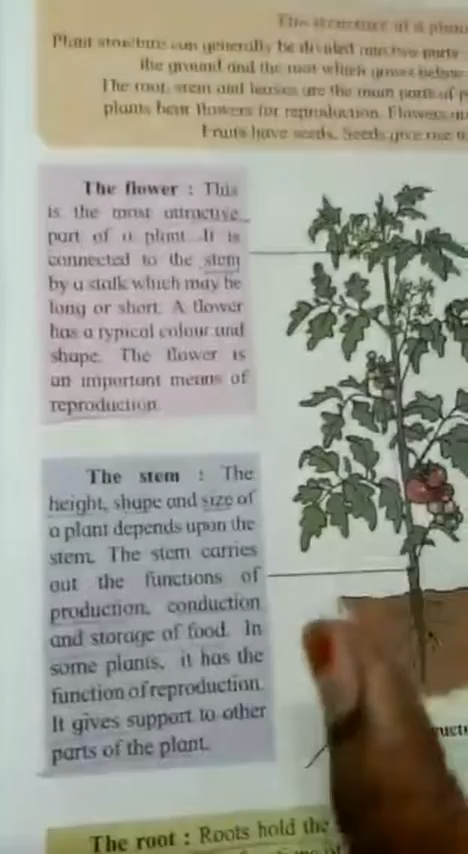 The structure of a plant
Plant structure can generally be divided into two parts
the ground and the root which grows below
The root, stem and leaves are the main parts of
plants bear flowers for reproduction. Flowers
Fruits have seeds. Seeds give rise
The flower : This
is the most attractive
part of a plant. It is
connected to the stem
by a stalk which may be
long or short. A flower
has a typical colour and
shape. The flower is
an important means of
reproduction.
The stem : The
height, shape and size of
a plant depends upon the
stem. The stem carries
out the functions of
production, conduction
and storage of food. In
some plants, it has the
function of reproduction.
It gives support to other
parts of the plant.
The root : Roots hold the